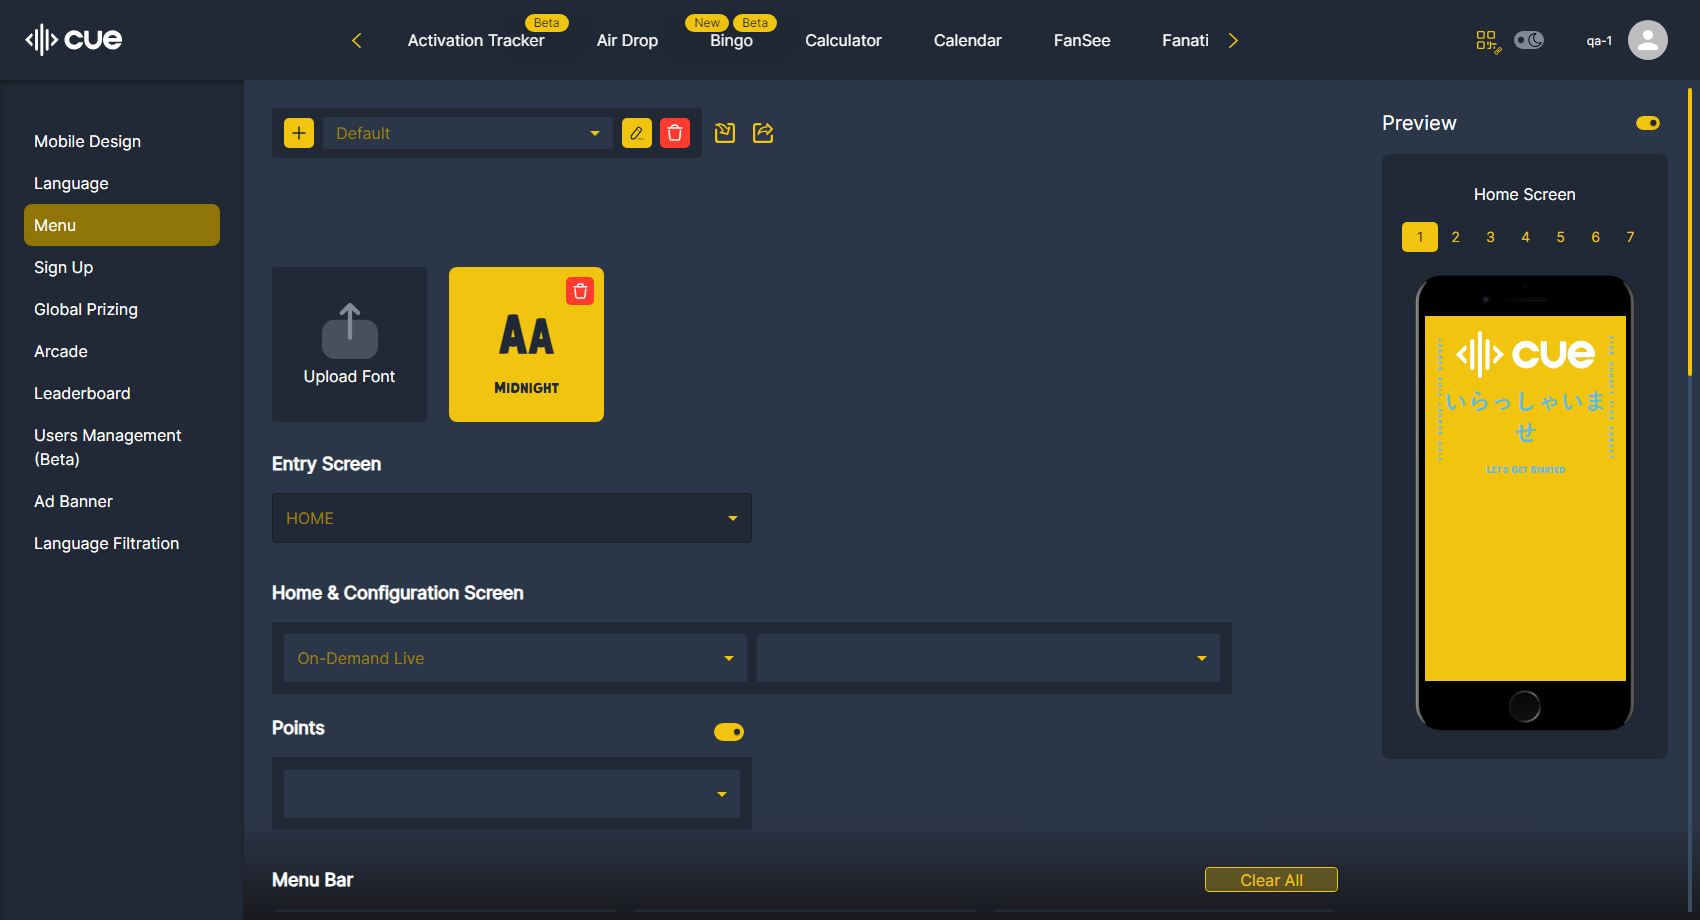 cue
Beta
New
Beta
Activation Tracker
Air Drop
Bingo
Calculator
Calendar
FanSee
Fanati
qa-1
Mobile Design
Language
Menu
Sign Up
Global Prizing
Arcade
Leaderboard
Users Management
(Beta)
Ad Banner
Language Filtration
Default
Upload Font
AA
MIDNIGHT
Entry Screen
HOME
Home & Configuration Screen
On-Demand Live
Points
Menu Bar
Clear All
Preview
Home Screen
1 2 3 4 5 6 7
cue
いらっしゃいま
せ
LET'S GET STARTED